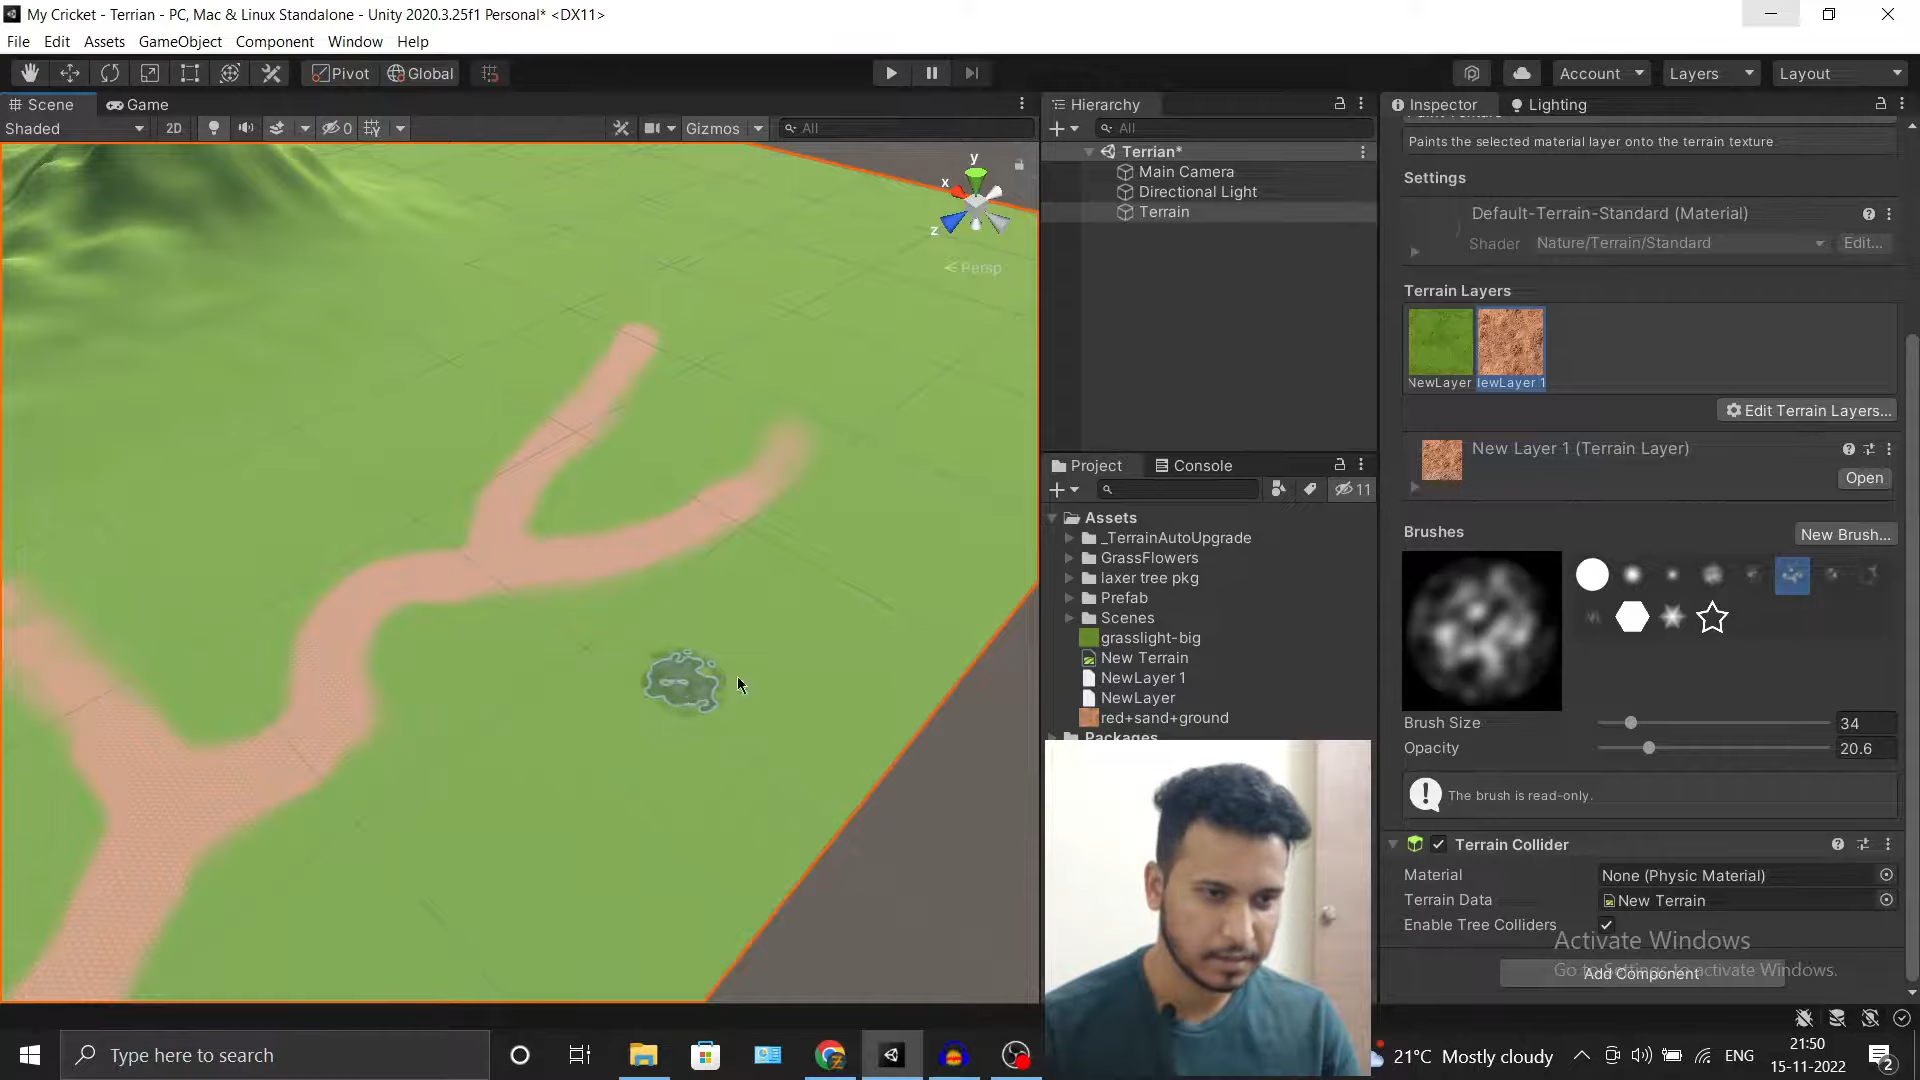 My Cricket - Terrian - PC, Mac & Linux Standalone - Unity 2020.3.25f1 Personal* <DX11>
File Edit Assets GameObject Component Window Help
Pivot Global Account Layers Layout
Scene Game
Shaded 2D 0 Gizmos All
y
x
z
Persp
Hierarchy
All
Terrian*
Main Camera
Directional Light
Terrain
Project Console
11
Assets
_TerrainAutoUpgrade
GrassFlowers
laxer tree pkg
Prefab
Scenes
grasslight-big
New Terrain
NewLayer 1
NewLayer
red+sand+ground
Packages
Inspector Lighting
Paints the selected material layer onto the terrain texture
Settings
Default-Terrain-Standard (Material)
Shader Nature/Terrain/Standard Edit...
Terrain Layers
NewLayer lewLayer 1
Edit Terrain Layers...
New Layer 1 (Terrain Layer)
Open
Brushes
New Brush...
Brush Size 34
Opacity 20.6
The brush is read-only.
Terrain Collider
Material None (Physic Material)
Terrain Data New Terrain
Enable Tree Colliders
Activate Windows
Go to Settings to activate Windows.
Add Component
Type here to search
21°C Mostly cloudy
ENG
21:50
15-11-2022
2